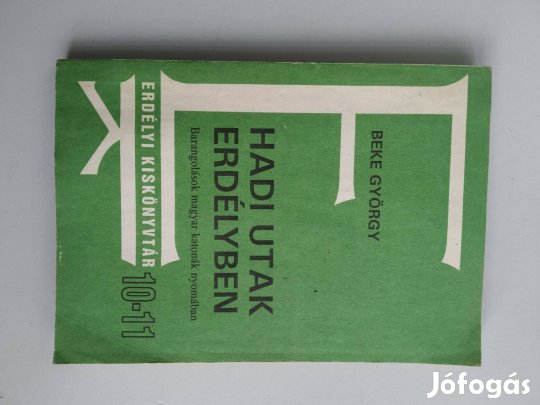 BEKE GYÖRGY
HADI UTAK
ERDÉLYBEN
Barangolások magyar katonák nyomában
ERDÉLYI KISKÖNYVTÁR 10-11
Jófogás